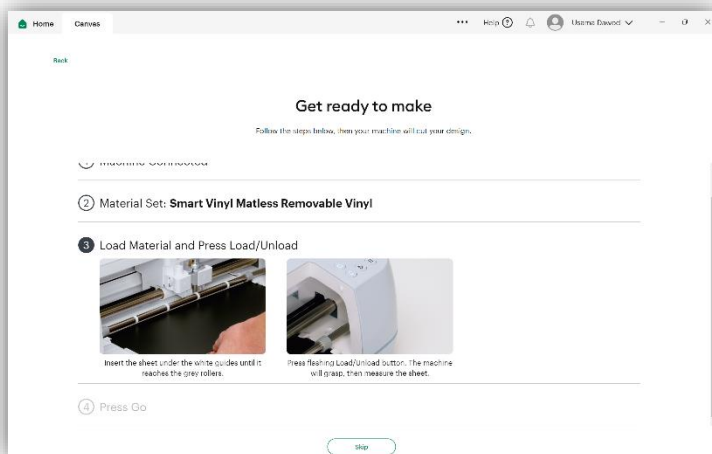 Home
Canvas
••• Help ? Usama Dawod
Back
Get ready to make
Follow the steps below, then your machine will cut your design.
1 Machine Connected
2 Material Set: Smart Vinyl Matless Removable Vinyl
3 Load Material and Press Load/Unload
Insert the sheet under the white guides until it
reaches the grey rollers.
Press flashing Load/Unload button. The machine
will grasp, then measure the sheet.
4 Press Go
Skip